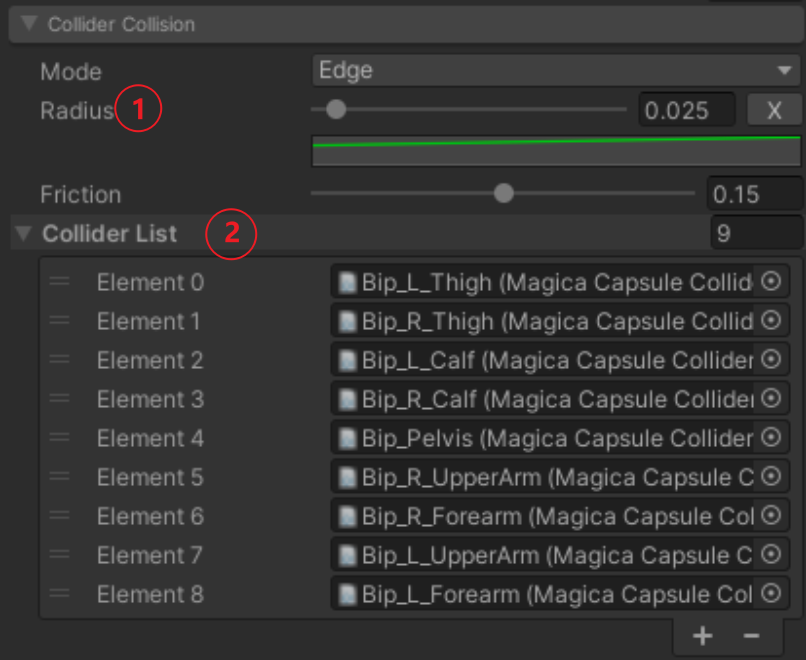 Collider Collision
Mode Edge
Radius 1 0.025 X
Friction 0.15
Collider List 2 9
Element 0 Bip_L_Thigh (Magica Capsule Collid
Element 1 Bip_R_Thigh (Magica Capsule Collid
Element 2 Bip_L_Calf (Magica Capsule Collider
Element 3 Bip_R_Calf (Magica Capsule Collider
Element 4 Bip_Pelvis (Magica Capsule Collider
Element 5 Bip_R_UpperArm (Magica Capsule C
Element 6 Bip_R_Forearm (Magica Capsule Col
Element 7 Bip_L_UpperArm (Magica Capsule C
Element 8 Bip_L_Forearm (Magica Capsule Col
+ −